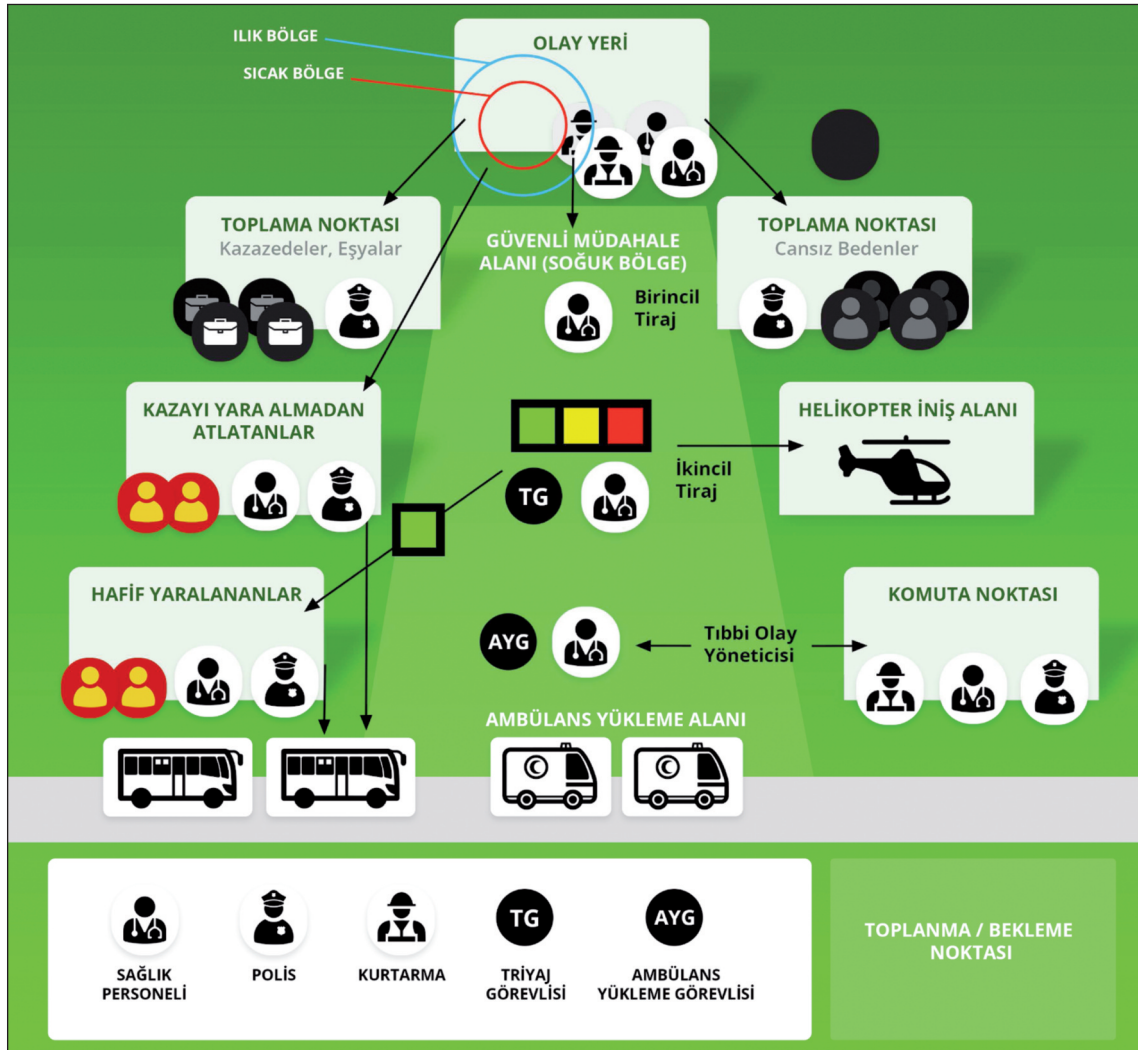 ILIK BÖLGE
SICAK BÖLGE
OLAY YERİ
TOPLAMA NOKTASI
Kazazedeler, Eşyalar
GÜVENLİ MÜDAHALE
ALANI (SOĞUK BÖLGE)
Birincil
Tiraj
TOPLAMA NOKTASI
Cansız Bedenler
KAZAYI YARA ALMADAN
ATLATANLAR
TG
İkincil
Tiraj
HELİKOPTER İNİŞ ALANI
HAFİF YARALANANLAR
AYG
Tıbbi Olay
Yöneticisi
KOMUTA NOKTASI
AMBÜLANS YÜKLEME ALANI
SAĞLIK
PERSONELİ
POLİS
KURTARMA
TG
TRİYAJ
GÖREVLİSİ
AYG
AMBÜLANS
YÜKLEME GÖREVLİSİ
TOPLANMA / BEKLEME
NOKTASI